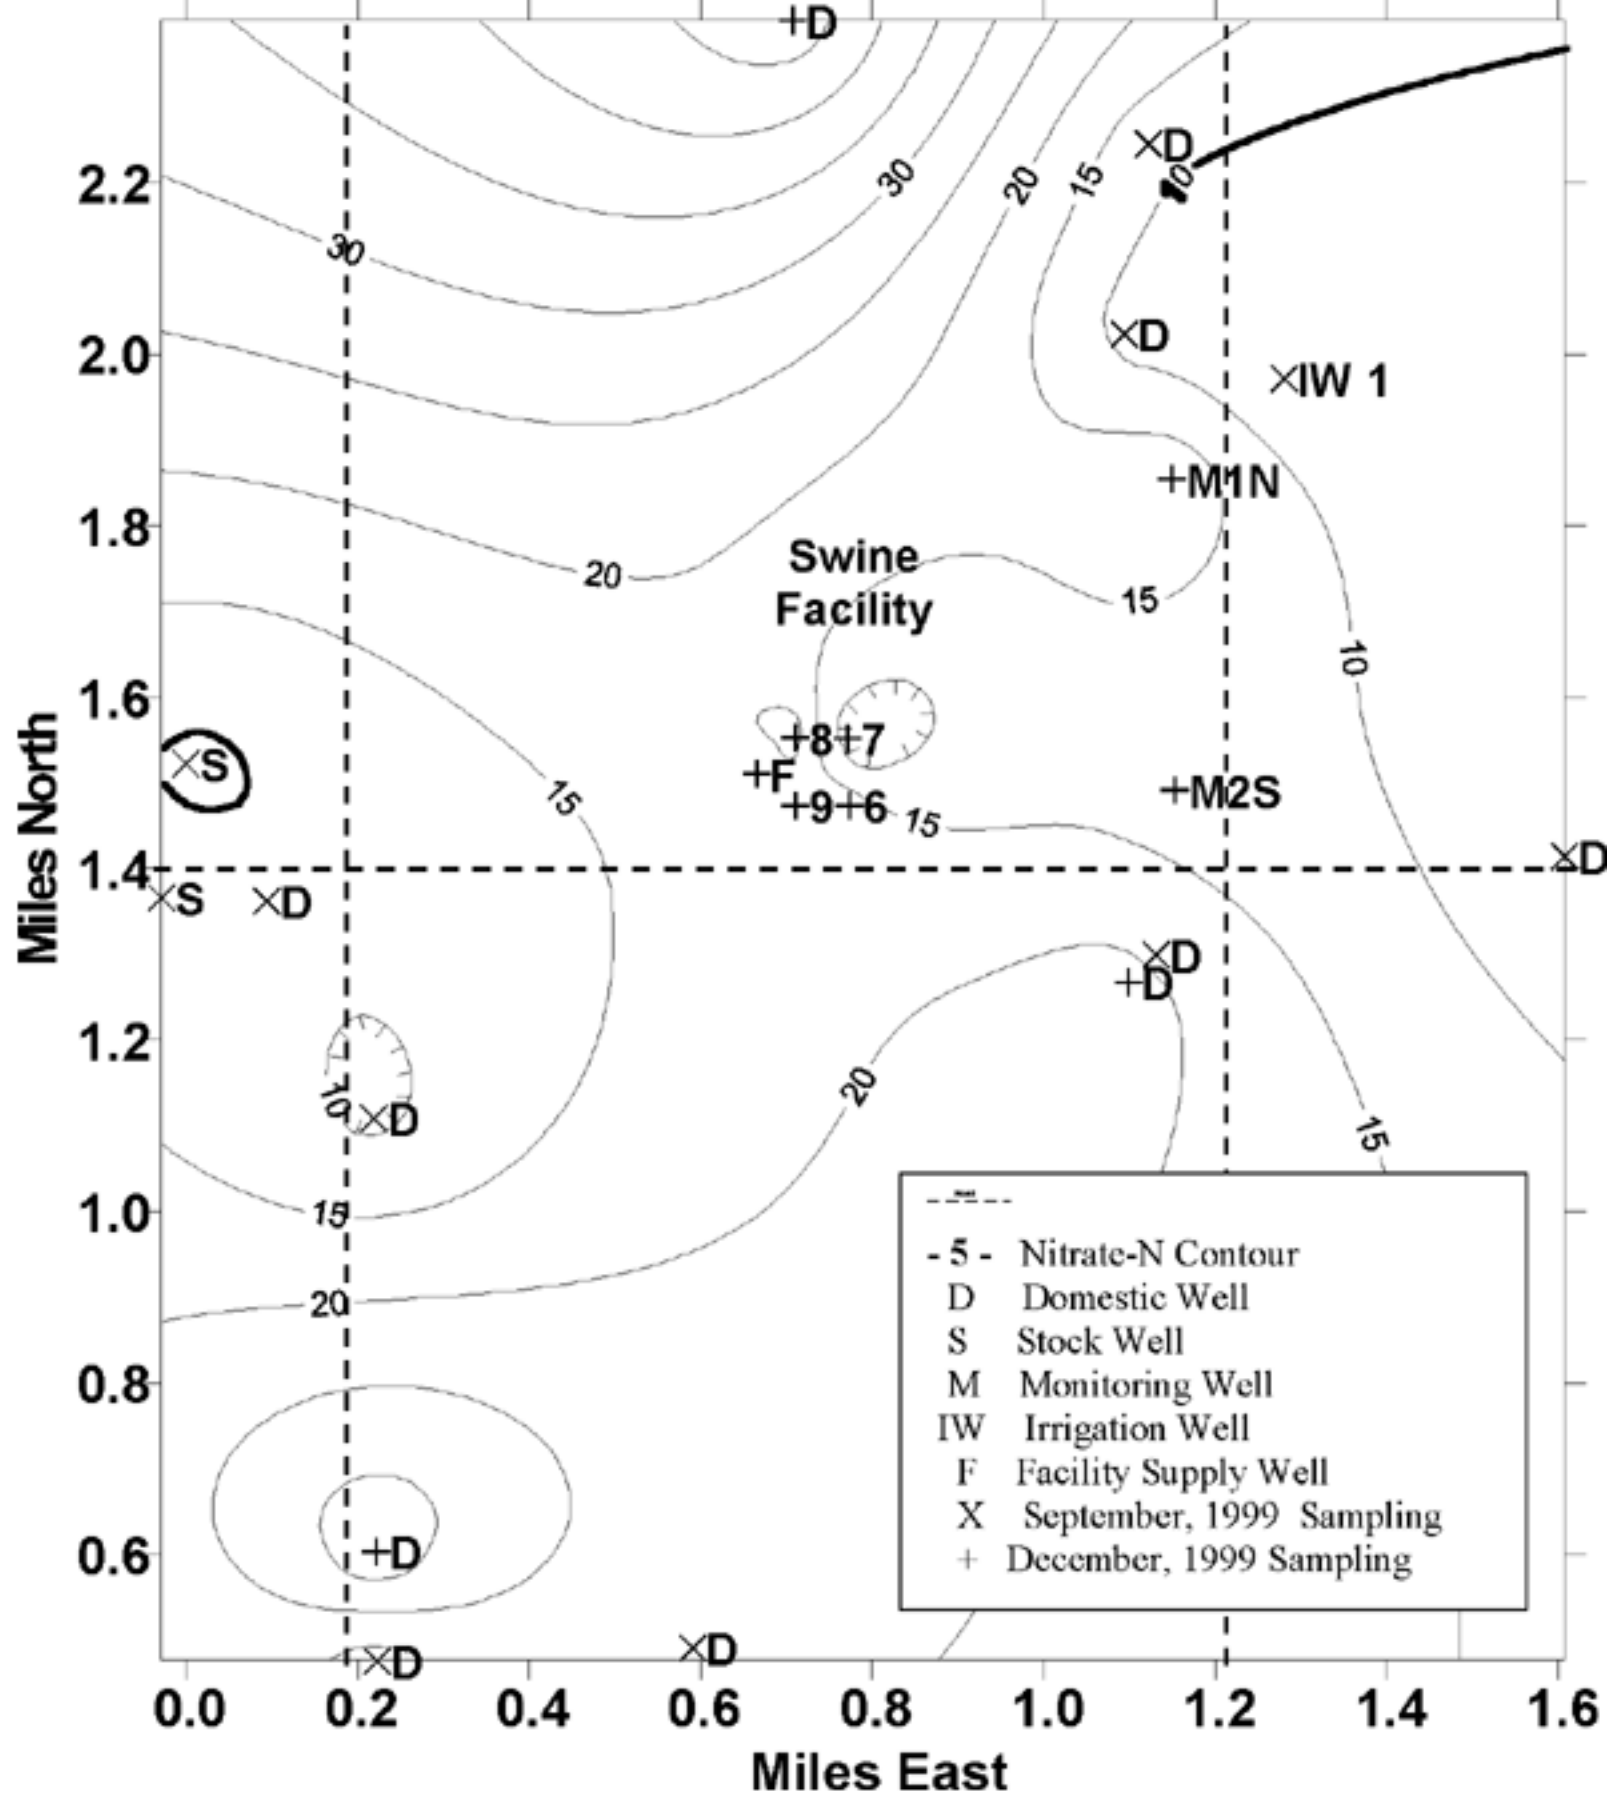 D
D
2.2
30
20
15
10
30
D
2.0
IW 1
M1N
1.8
Swine
20
Facility
15
10
1.6
8 7
S
F
15
M2S
9 6
15
1.4
D
S
D
D
D
1.2
20
10
D
15
1.0
15
20
0.8
0.6
D
D
D
Miles North
- 5 - Nitrate-N Contour
D Domestic Well
S Stock Well
M Monitoring Well
IW Irrigation Well
F Facility Supply Well
X September, 1999 Sampling
+ December, 1999 Sampling
0.0 0.2 0.4 0.6 0.8 1.0 1.2 1.4 1.6
Miles East